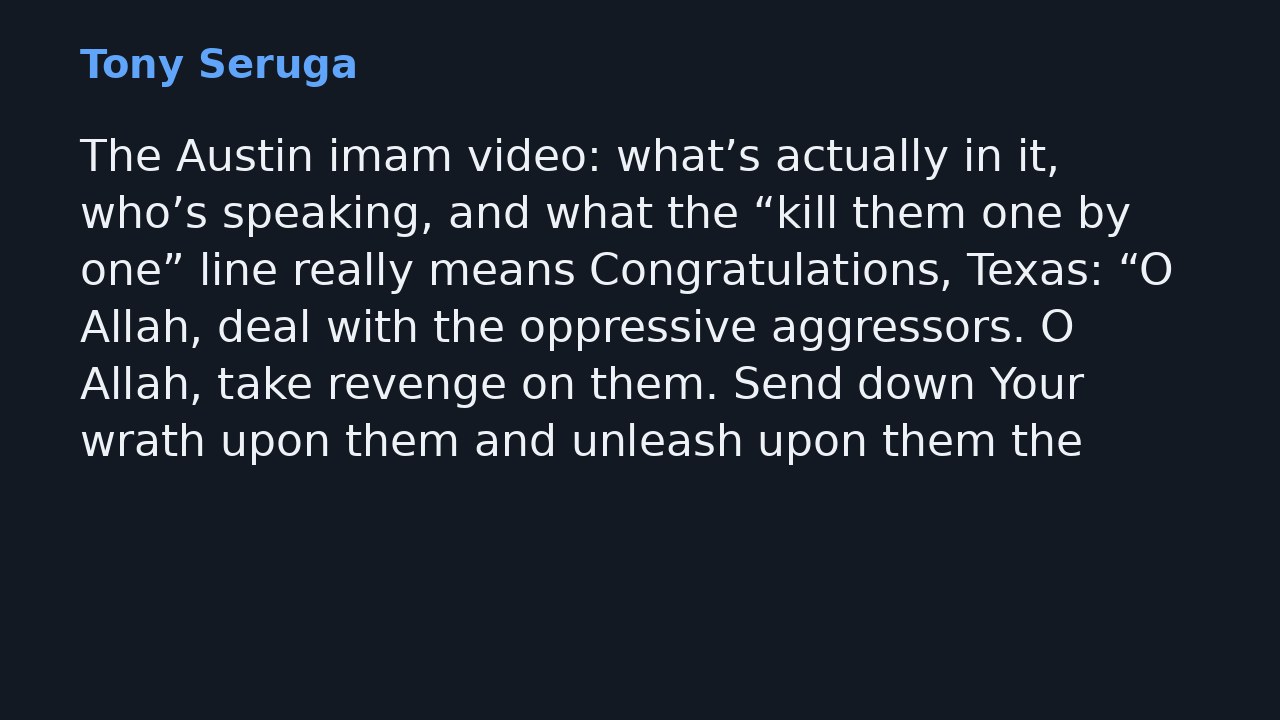 Tony Seruga
The Austin imam video: what’s actually in it,
who’s speaking, and what the “kill them one by
one” line really means Congratulations, Texas: “O
Allah, deal with the oppressive aggressors. O
Allah, take revenge on them. Send down Your
wrath upon them and unleash upon them the